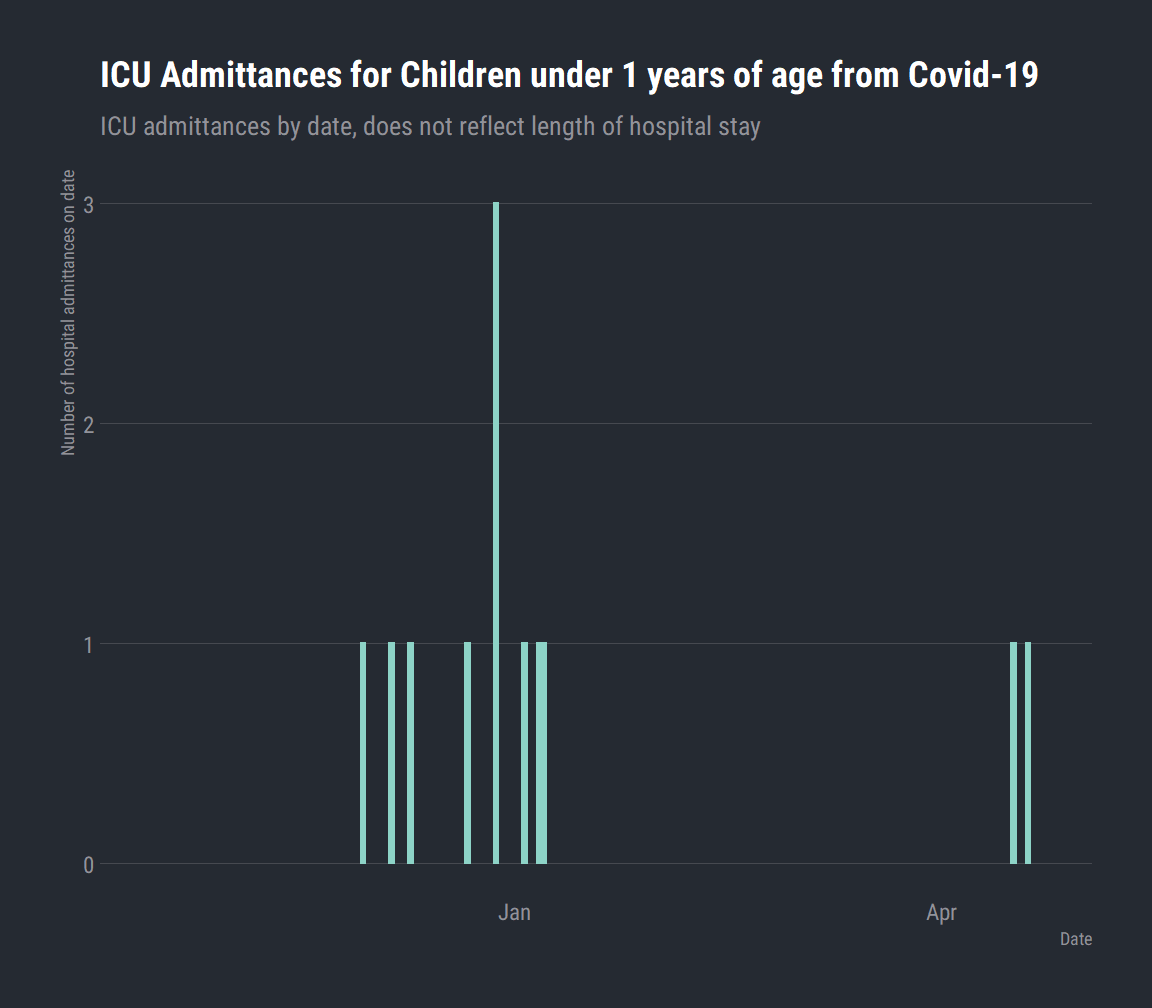 ICU Admittances for Children under 1 years of age from Covid-19
ICU admittances by date, does not reflect length of hospital stay
Number of hospital admittances on date
3
2
1
0
Jan
Apr
Date